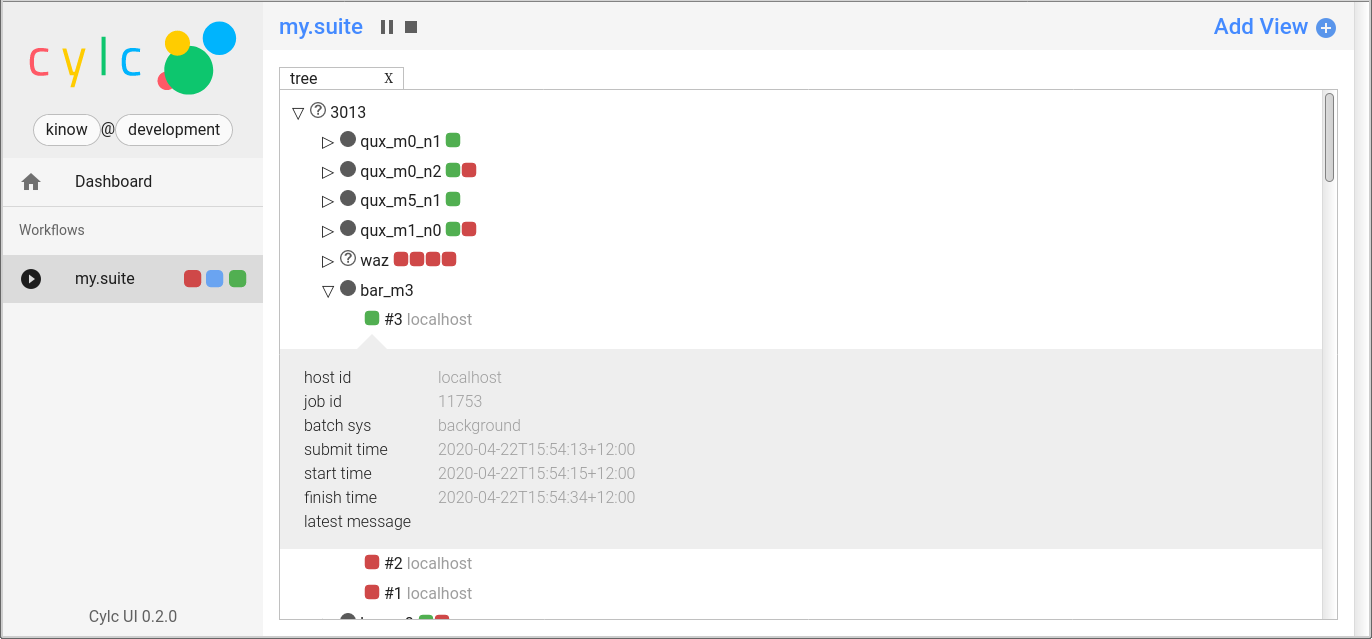 cylc
kinow @ development
Dashboard
Workflows
my.suite
Cylc UI 0.2.0
my.suite
Add View
tree X
3013
qux_m0_n1
qux_m0_n2
qux_m5_n1
qux_m1_n0
waz
bar_m3
#3 localhost
host id localhost
job id 11753
batch sys background
submit time 2020-04-22T15:54:13+12:00
start time 2020-04-22T15:54:15+12:00
finish time 2020-04-22T15:54:34+12:00
latest message
#2 localhost
#1 localhost